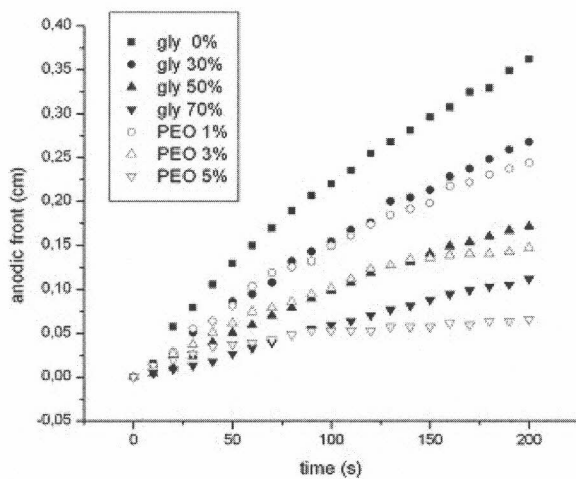 0,40
0,35
0,30
0,25
0,20
0,15
0,10
0,05
0,00
-0,05
anodic front (cm)
gly 0%
gly 30%
gly 50%
gly 70%
PEO 1%
PEO 3%
PEO 5%
0 50 100 150 200
time (s)